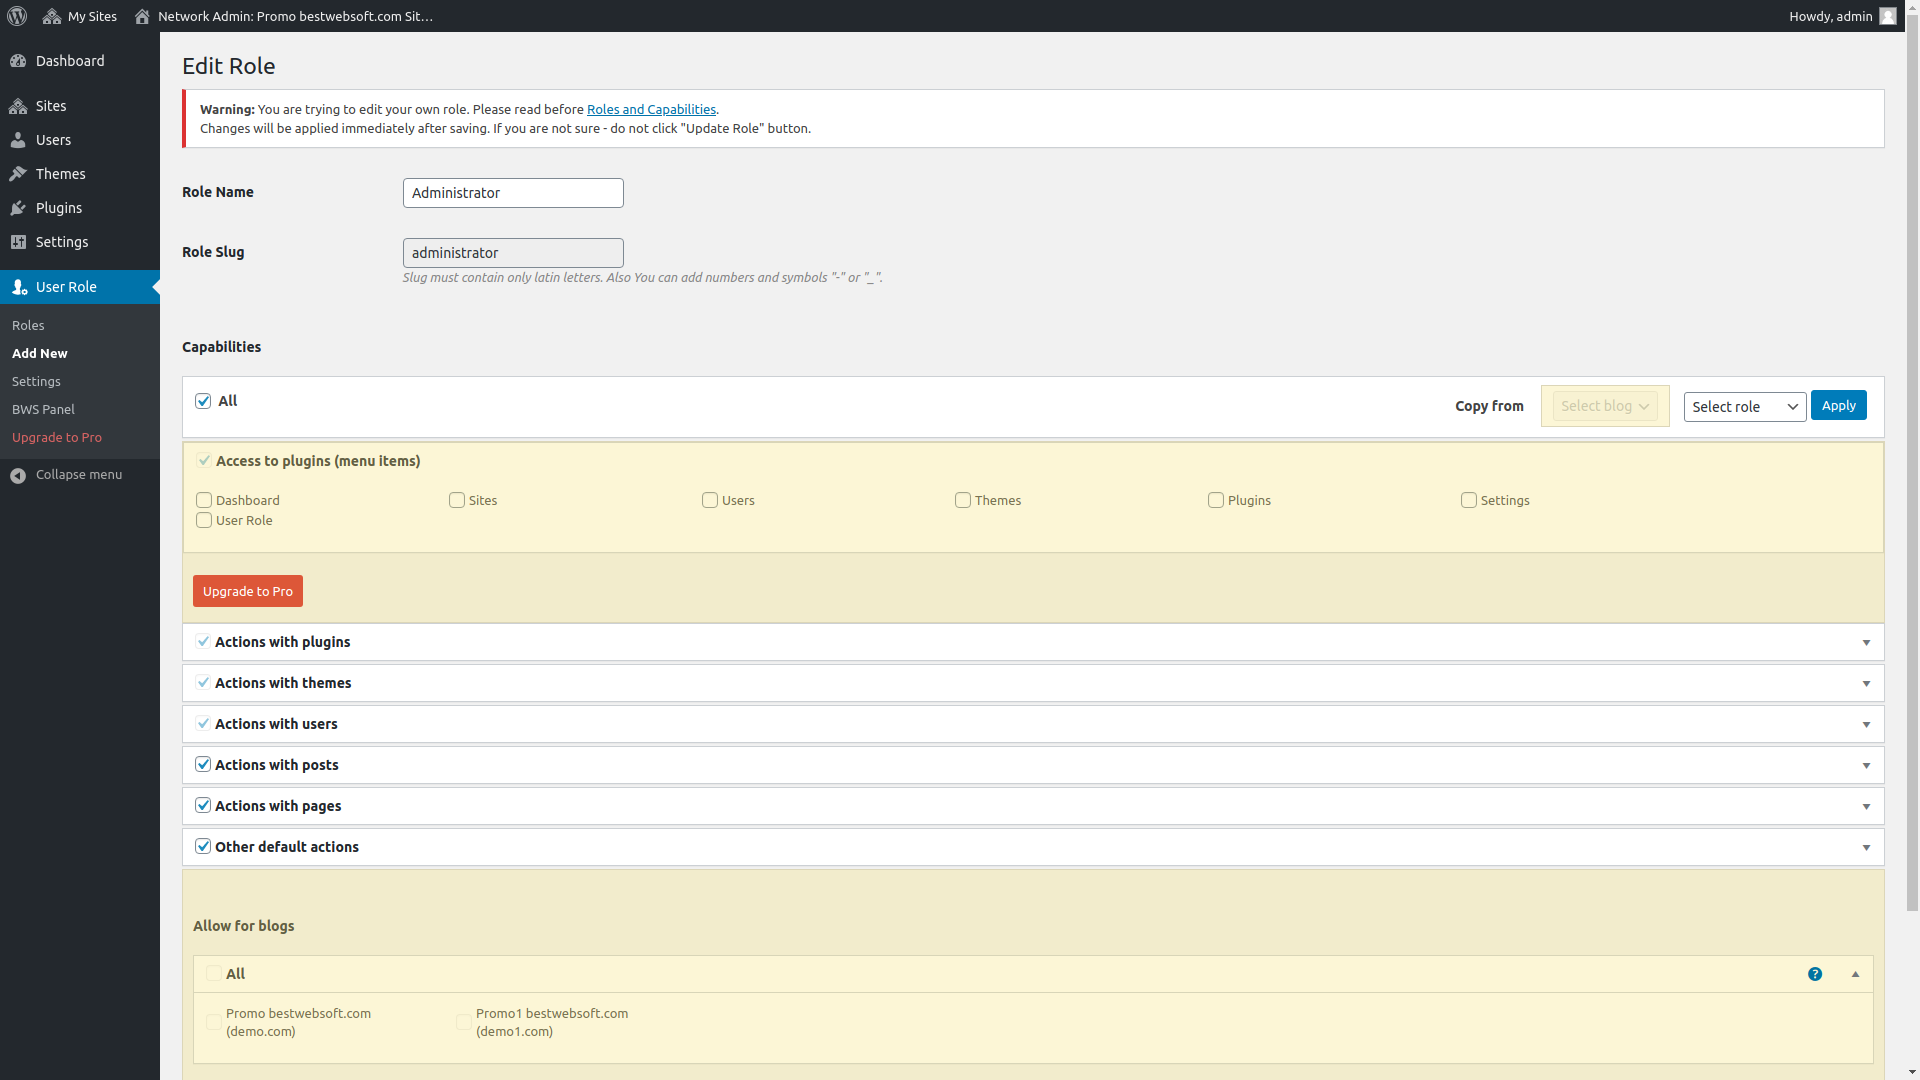 My Sites
Network Admin: Promo bestwebsoft.com Sit…
Howdy, admin
Dashboard
Sites
Users
Themes
Plugins
Settings
User Role
Roles
Add New
Settings
BWS Panel
Upgrade to Pro
Collapse menu
Edit Role
Warning: You are trying to edit your own role. Please read before Roles and Capabilities.
Changes will be applied immediately after saving. If you are not sure - do not click "Update Role" button.
Role Name
Administrator
Role Slug
administrator
Slug must contain only latin letters. Also You can add numbers and symbols "-" or "_".
Capabilities
All
Copy from
Select blog
Select role
Apply
Access to plugins (menu items)
Dashboard
Sites
Users
Themes
Plugins
Settings
User Role
Upgrade to Pro
Actions with plugins
Actions with themes
Actions with users
Actions with posts
Actions with pages
Other default actions
Allow for blogs
All
?
Promo bestwebsoft.com
(demo.com)
Promo1 bestwebsoft.com
(demo1.com)